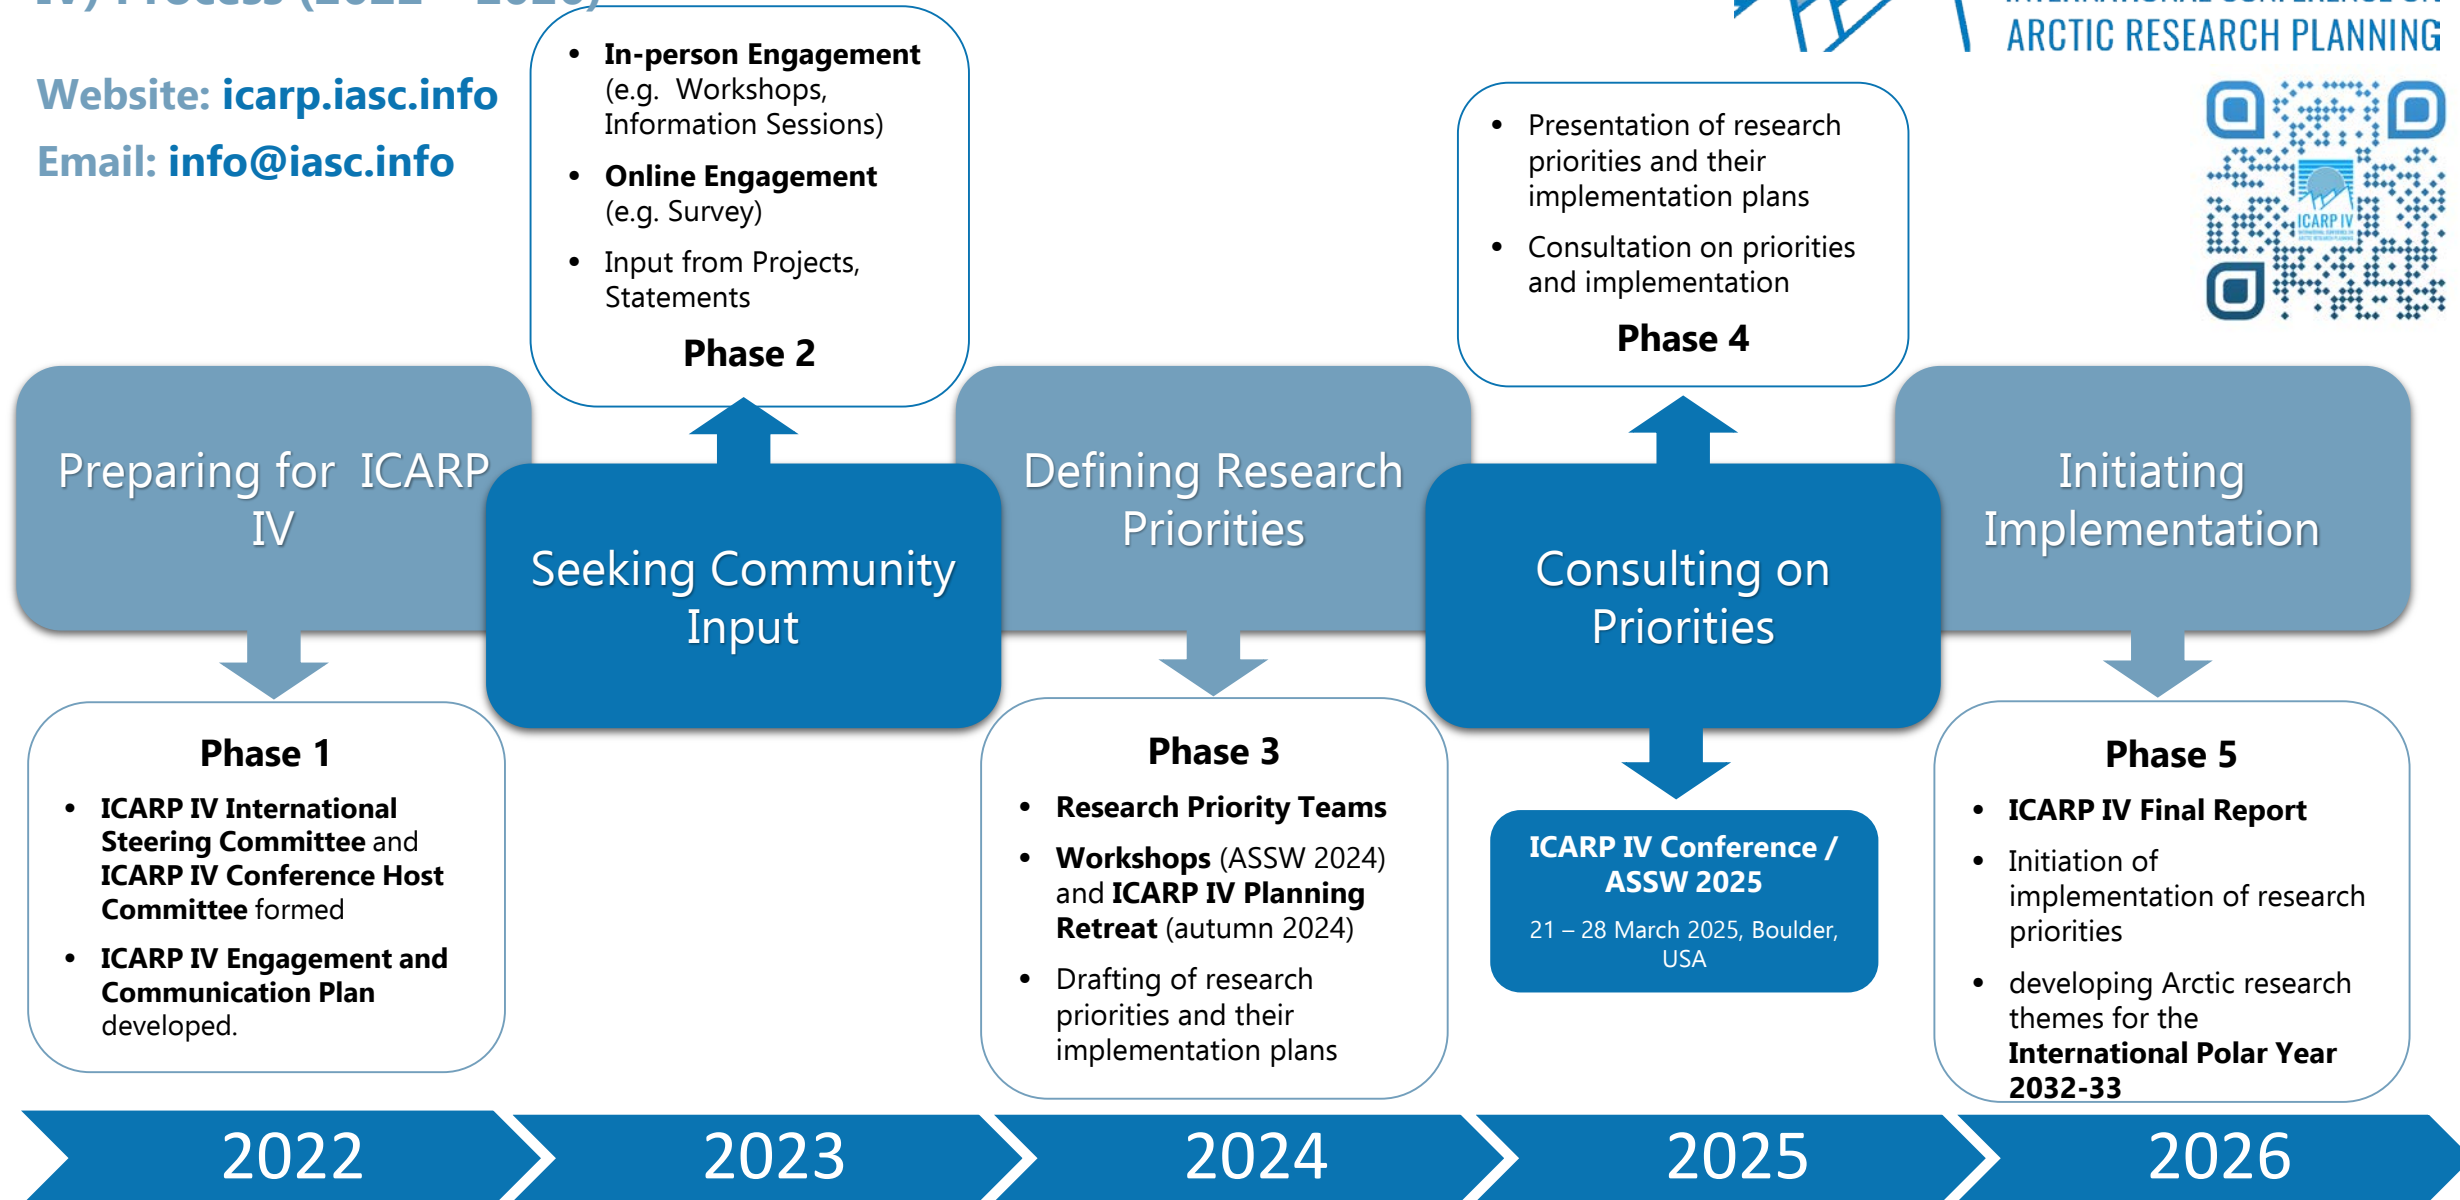 IV) Process (2022 – 2026)
Website: icarp.iasc.info
Email: info@iasc.info
INTERNATIONAL CONFERENCE ON
ARCTIC RESEARCH PLANNING
ICARP IV
• In-person Engagement
(e.g. Workshops,
Information Sessions)
• Online Engagement
(e.g. Survey)
• Input from Projects,
Statements
Phase 2
• Presentation of research
priorities and their
implementation plans
• Consultation on priorities
and implementation
Phase 4
Preparing for ICARP
IV
Seeking Community
Input
Defining Research
Priorities
Consulting on
Priorities
Initiating
Implementation
Phase 1
• ICARP IV International
Steering Committee and
ICARP IV Conference Host
Committee formed
• ICARP IV Engagement and
Communication Plan
developed.
Phase 3
• Research Priority Teams
• Workshops (ASSW 2024)
and ICARP IV Planning
Retreat (autumn 2024)
• Drafting of research
priorities and their
implementation plans
ICARP IV Conference /
ASSW 2025
21 – 28 March 2025, Boulder,
USA
Phase 5
• ICARP IV Final Report
• Initiation of
implementation of research
priorities
• developing Arctic research
themes for the
International Polar Year
2032-33
2022
2023
2024
2025
2026